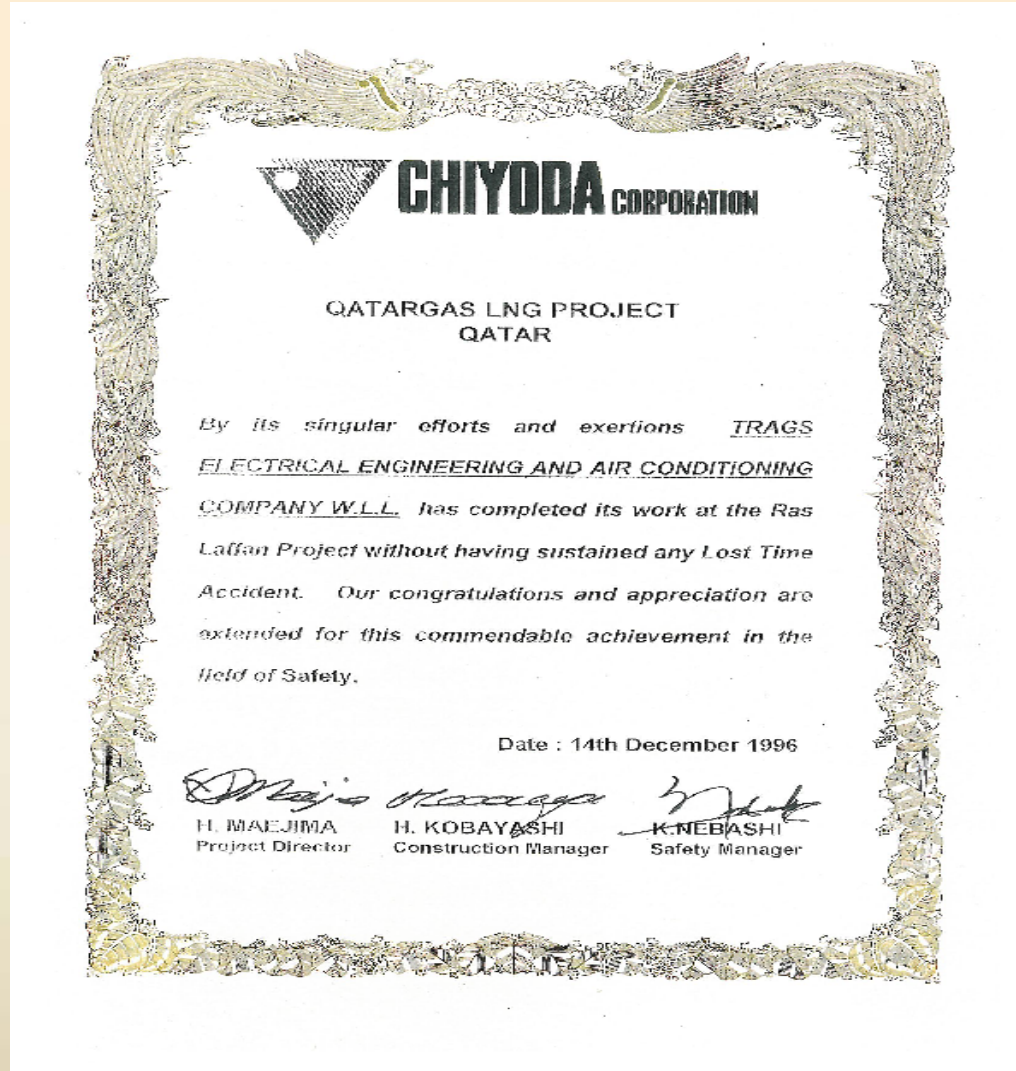 CHIYODA CORPORATION
QATARGAS LNG PROJECT
QATAR
By its singular efforts and exertions TRAGS
ELECTRICAL ENGINEERING AND AIR CONDITIONING
COMPANY W.L.L. has completed its work at the Ras
Laffan Project without having sustained any Lost Time
Accident. Our congratulations and appreciation are
extended for this commendable achievement in the
field of Safety.
Date : 14th December 1996
H. MAEJIMA H. KOBAYASHI K.NEBASHI
Project Director Construction Manager Safety Manager